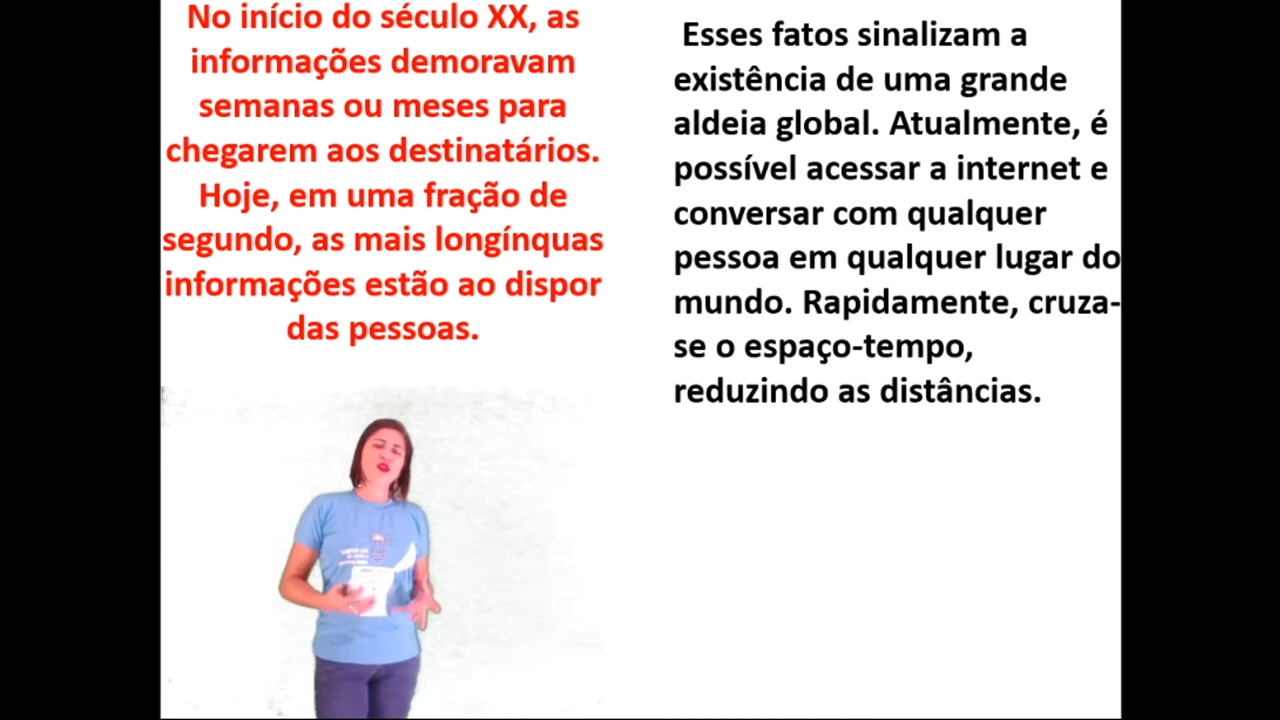 No início do século XX, as
informações demoravam
semanas ou meses para
chegarem aos destinatários.
Hoje, em uma fração de
segundo, as mais longínquas
informações estão ao dispor
das pessoas.
Esses fatos sinalizam a
existência de uma grande
aldeia global. Atualmente, é
possível acessar a internet e
conversar com qualquer
pessoa em qualquer lugar do
mundo. Rapidamente, cruza-
se o espaço-tempo,
reduzindo as distâncias.